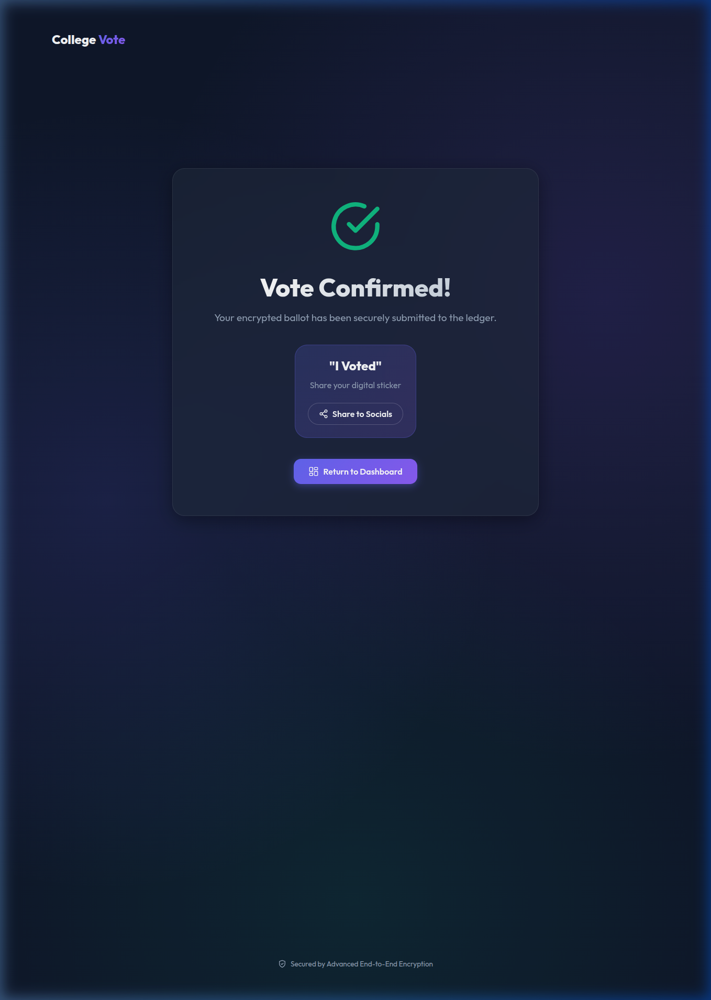 College Vote
Vote Confirmed!
Your encrypted ballot has been securely submitted to the ledger.
"I Voted"
Share your digital sticker
Share to Socials
Return to Dashboard
Secured by Advanced End-to-End Encryption